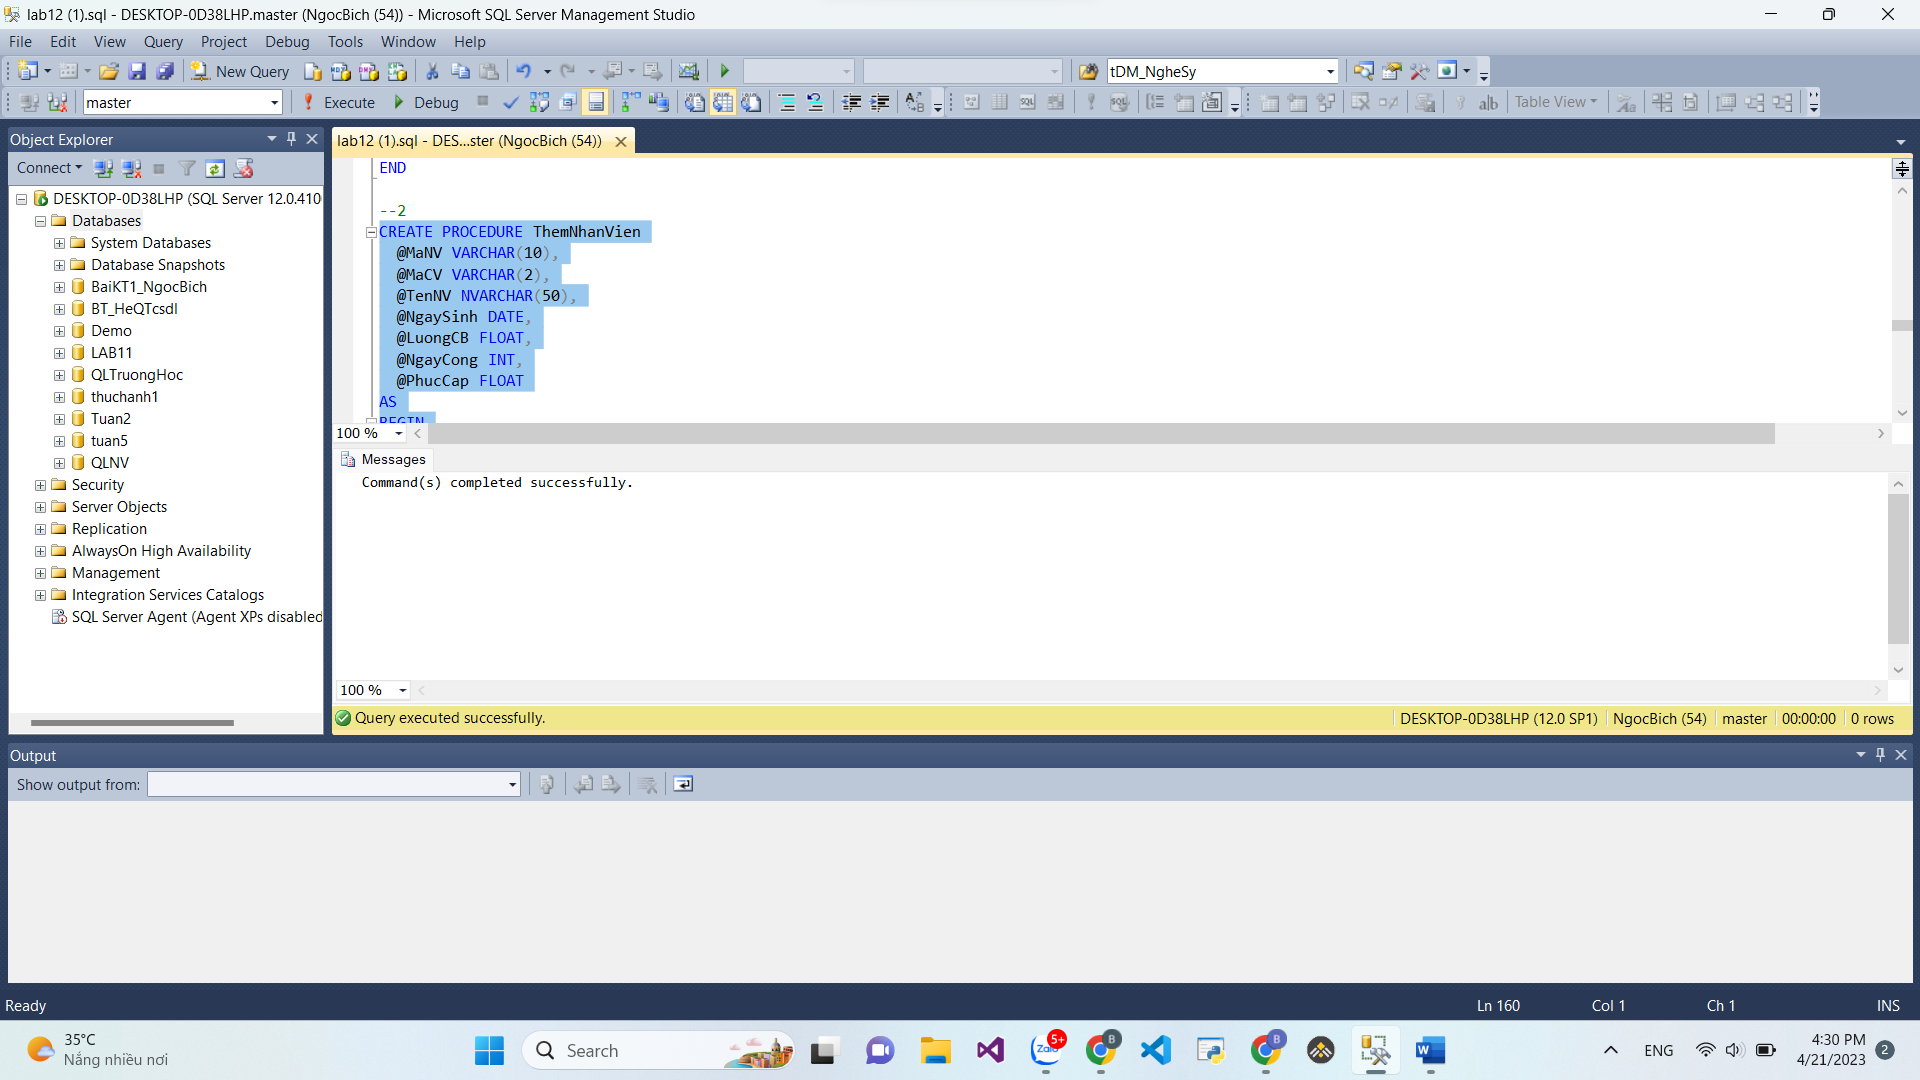 lab12 (1).sql - DESKTOP-0D38LHP.master (NgocBich (54)) - Microsoft SQL Server Management Studio
File Edit View Query Project Debug Tools Window Help
New Query
tDM_NgheSy
master
Execute
Debug
Table View
Object Explorer
Connect
DESKTOP-0D38LHP (SQL Server 12.0.410
Databases
System Databases
Database Snapshots
BaiKT1_NgocBich
BT_HeQTcsdl
Demo
LAB11
QLTruongHoc
thuchanh1
Tuan2
tuan5
QLNV
Security
Server Objects
Replication
AlwaysOn High Availability
Management
Integration Services Catalogs
SQL Server Agent (Agent XPs disabled
lab12 (1).sql - DES...ster (NgocBich (54))
END
--2
CREATE PROCEDURE ThemNhanVien
@MaNV VARCHAR(10),
@MaCV VARCHAR(2),
@TenNV NVARCHAR(50),
@NgaySinh DATE,
@LuongCB FLOAT,
@NgayCong INT,
@PhucCap FLOAT
AS
BEGIN
100 %
Messages
Command(s) completed successfully.
100 %
Query executed successfully.
DESKTOP-0D38LHP (12.0 SP1) NgocBich (54) master 00:00:00 0 rows
Output
Show output from:
Ready
Ln 160 Col 1 Ch 1 INS
35°C
Nắng nhiều nơi
Search
Zalo
5+
B
B
W
ENG
4:30 PM
4/21/2023
2